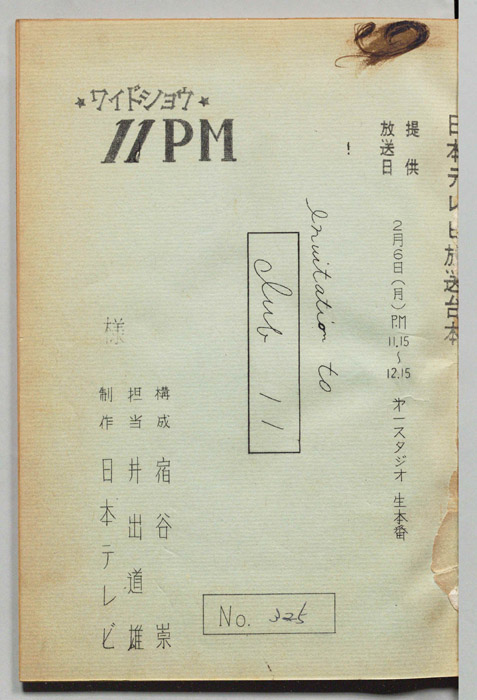 日本テレビ放送台本
提供
放送日
2月6日(月) P.M 11.15〜12.15 才一スタジオ 生本番
ワイドショウ
11PM
Invitation to
club 11
様
構成 宿谷 崇
担当 井出道雄
制作 日本テレビ
No. 325